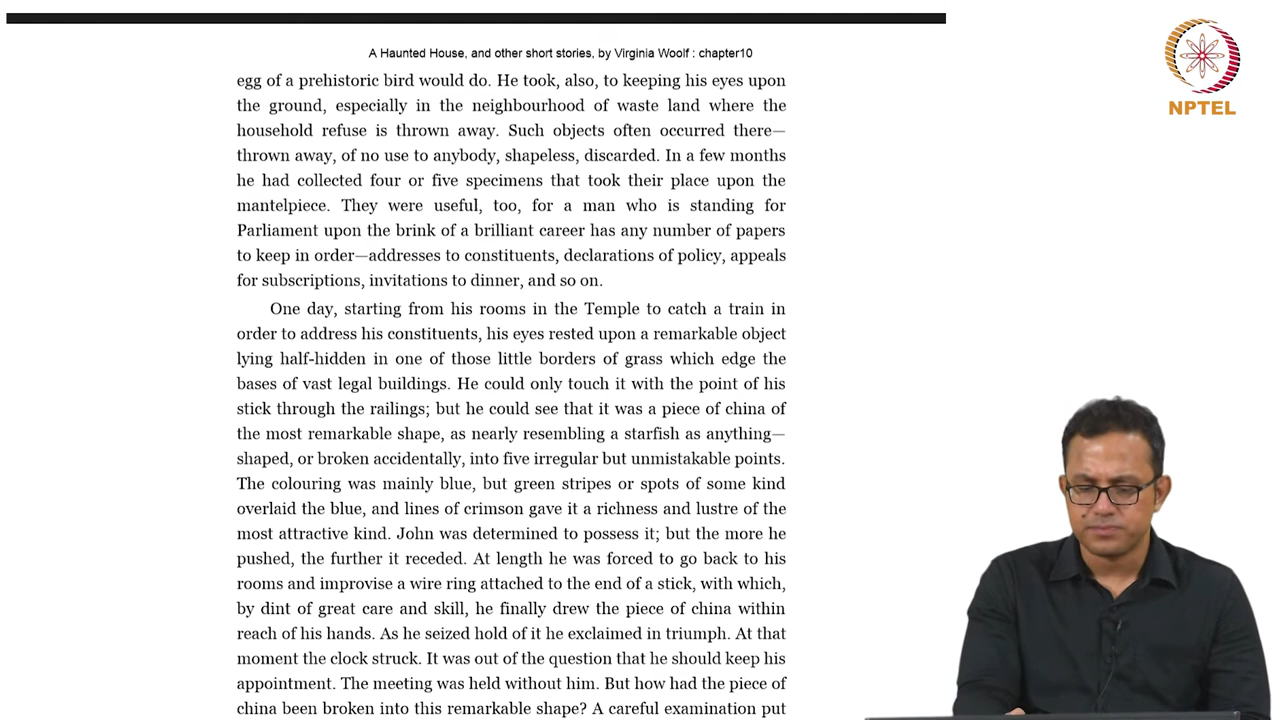 A Haunted House, and other short stories, by Virginia Woolf : chapter10
NPTEL
egg of a prehistoric bird would do. He took, also, to keeping his eyes upon
the ground, especially in the neighbourhood of waste land where the
household refuse is thrown away. Such objects often occurred there—
thrown away, of no use to anybody, shapeless, discarded. In a few months
he had collected four or five specimens that took their place upon the
mantelpiece. They were useful, too, for a man who is standing for
Parliament upon the brink of a brilliant career has any number of papers
to keep in order—addresses to constituents, declarations of policy, appeals
for subscriptions, invitations to dinner, and so on.
One day, starting from his rooms in the Temple to catch a train in
order to address his constituents, his eyes rested upon a remarkable object
lying half-hidden in one of those little borders of grass which edge the
bases of vast legal buildings. He could only touch it with the point of his
stick through the railings; but he could see that it was a piece of china of
the most remarkable shape, as nearly resembling a starfish as anything—
shaped, or broken accidentally, into five irregular but unmistakable points.
The colouring was mainly blue, but green stripes or spots of some kind
overlaid the blue, and lines of crimson gave it a richness and lustre of the
most attractive kind. John was determined to possess it; but the more he
pushed, the further it receded. At length he was forced to go back to his
rooms and improvise a wire ring attached to the end of a stick, with which,
by dint of great care and skill, he finally drew the piece of china within
reach of his hands. As he seized hold of it he exclaimed in triumph. At that
moment the clock struck. It was out of the question that he should keep his
appointment. The meeting was held without him. But how had the piece of
china been broken into this remarkable shape? A careful examination put